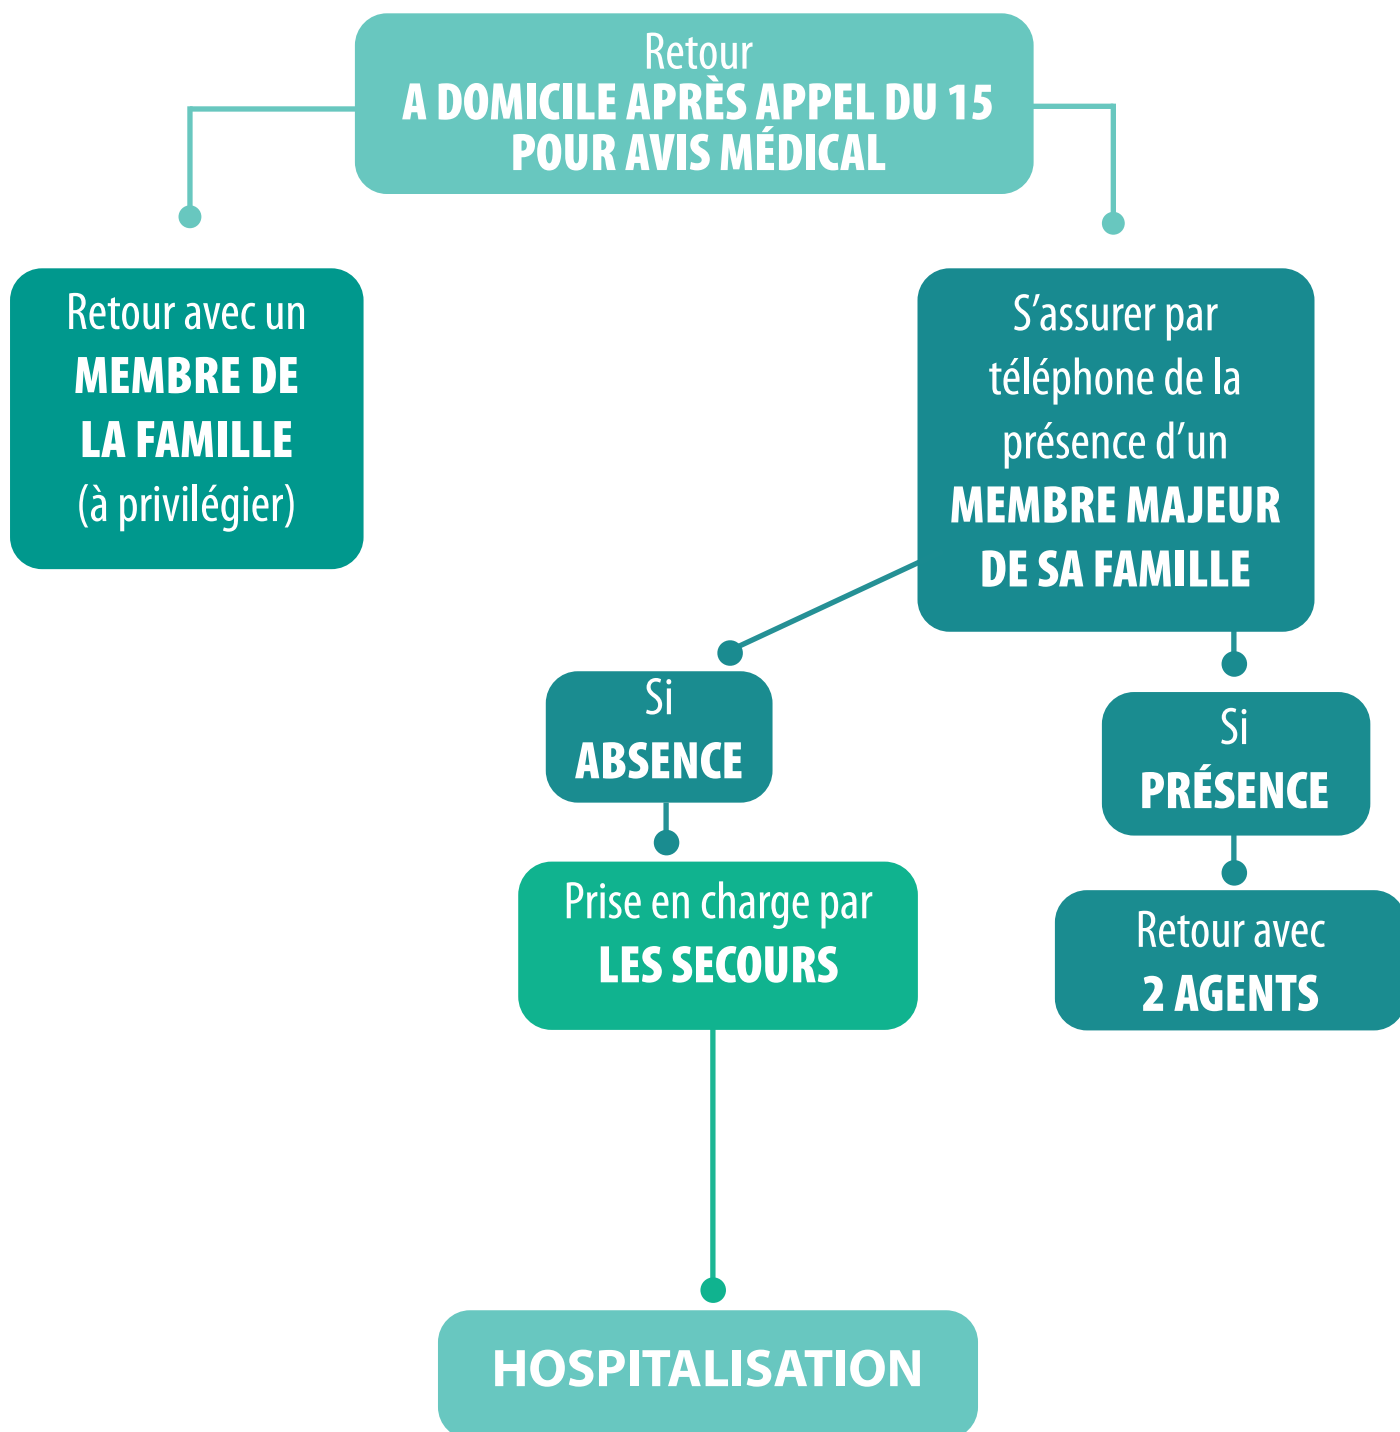 Retour
A DOMICILE APRÈS APPEL DU 15
POUR AVIS MÉDICAL
Retour avec un
MEMBRE DE
LA FAMILLE
(à privilégier)
S’assurer par
téléphone de la
présence d’un
MEMBRE MAJEUR
DE SA FAMILLE
Si
ABSENCE
Si
PRÉSENCE
Prise en charge par
LES SECOURS
Retour avec
2 AGENTS
HOSPITALISATION